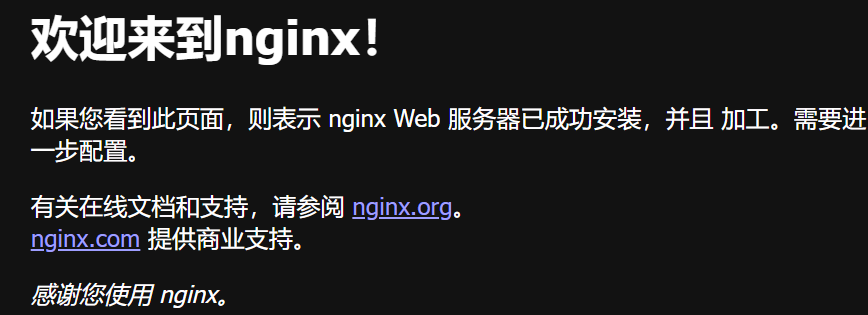 欢迎来到nginx！
如果您看到此页面，则表示 nginx Web 服务器已成功安装，并且 加工。需要进
一步配置。
有关在线文档和支持，请参阅 nginx.org。
nginx.com 提供商业支持。
感谢您使用 nginx。